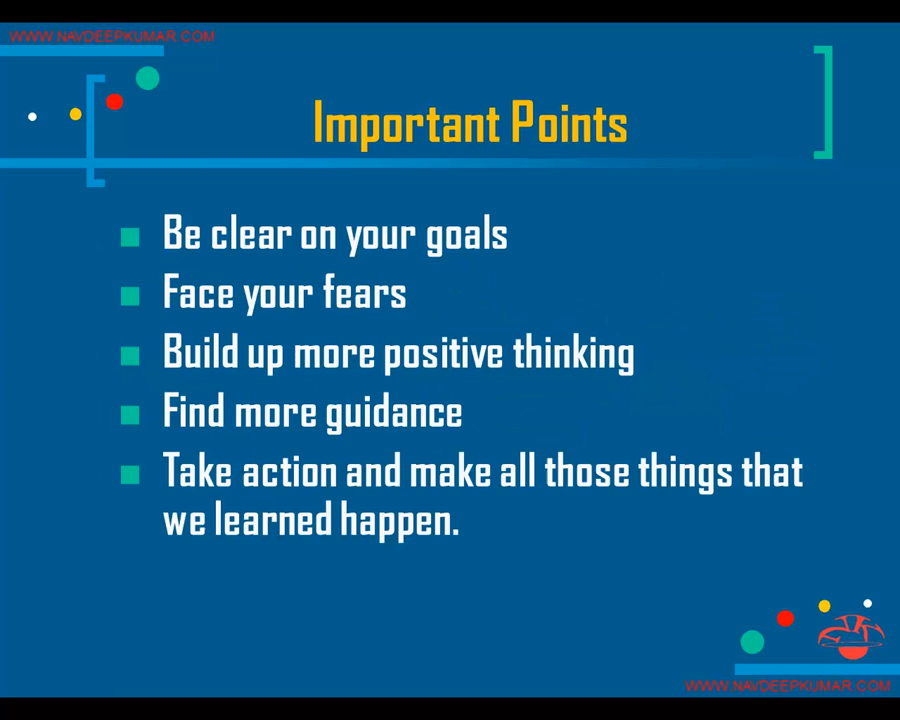 WWW.NAVDEEPKUMAR.COM
Important Points
Be clear on your goals
Face your fears
Build up more positive thinking
Find more guidance
Take action and make all those things that
we learned happen.
WWW.NAVDEEPKUMAR.COM